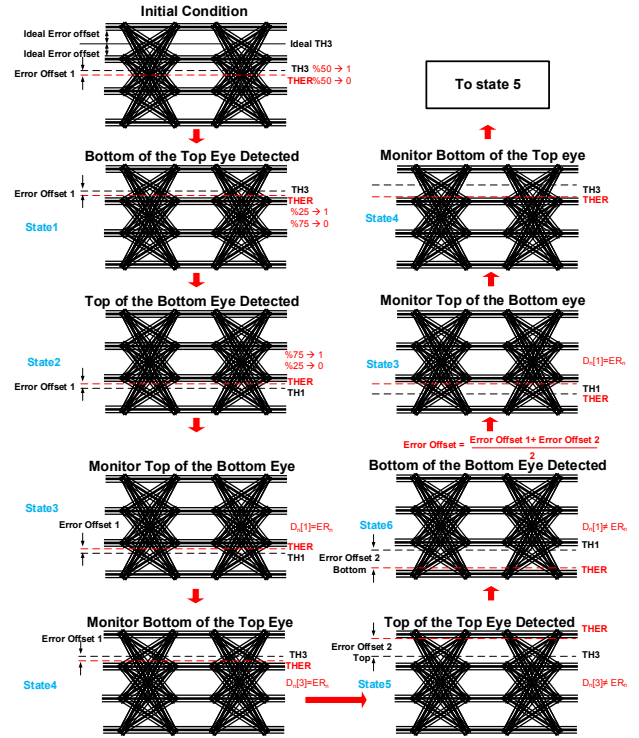 Initial Condition
Ideal Error offset
Ideal TH3
Ideal Error offset
TH3 %50 → 1
Error Offset 1
THER %50 → 0
Bottom of the Top Eye Detected
Error Offset 1
TH3
THER
%25 → 1
%75 → 0
State1
Top of the Bottom Eye Detected
State2
%75 → 1
%25 → 0
THER
Error Offset 1
TH1
Monitor Top of the Bottom Eye
State3
Error Offset 1
Dn[1]=ERn
THER
TH1
Monitor Bottom of the Top Eye
Error Offset 1
TH3
THER
State4
Dn[3]=ERn
Top of the Top Eye Detected
THER
Error Offset 2
Top
TH3
State5
Dn[3]≠ ERn
Bottom of the Bottom Eye Detected
State6
Dn[1]≠ ERn
TH1
Error Offset 2
Bottom
THER
Error Offset = Error Offset 1+ Error Offset 2
2
Monitor Top of the Bottom eye
State3
Dn[1]=ERn
TH1
THER
Monitor Bottom of the Top eye
TH3
THER
State4
To state 5